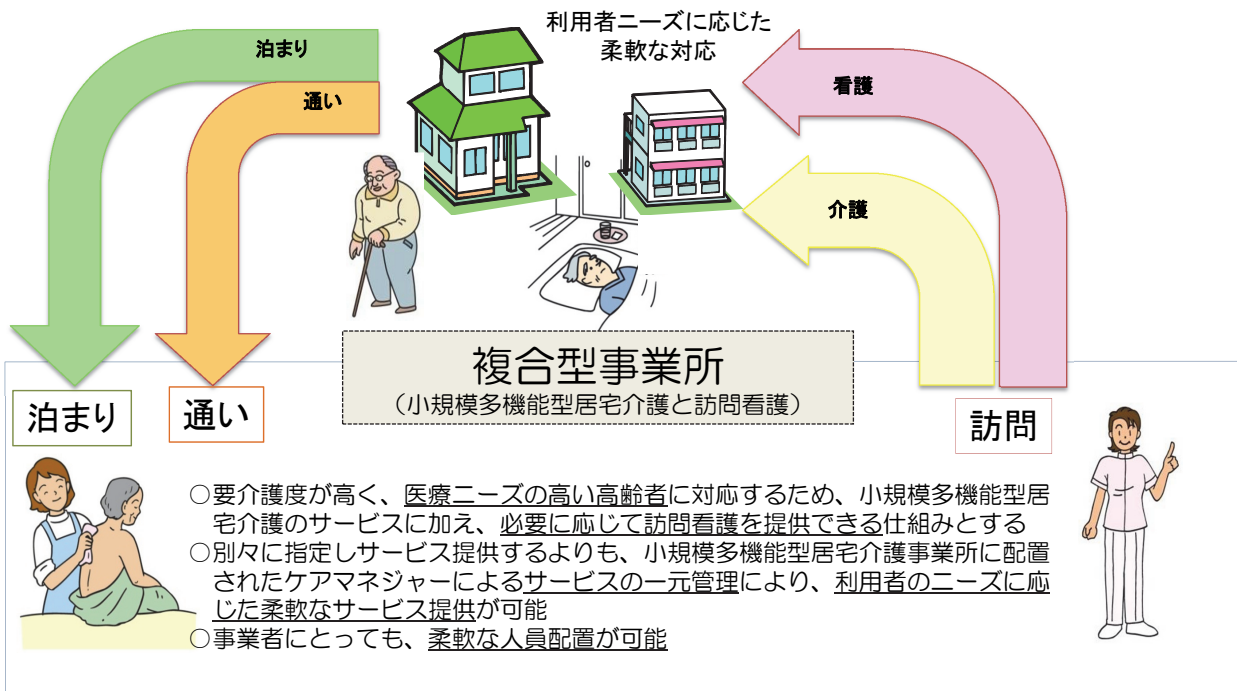 利用者ニーズに応じた
柔軟な対応
泊まり
通い
看護
介護
複合型事業所
（小規模多機能型居宅介護と訪問看護）
泊まり
通い
訪問
○要介護度が高く、医療ニーズの高い高齢者に対応するため、小規模多機能型居
宅介護のサービスに加え、必要に応じて訪問看護を提供できる仕組みとする
○別々に指定しサービス提供するよりも、小規模多機能型居宅介護事業所に配置
されたケアマネジャーによるサービスの一元管理により、利用者のニーズに応
じた柔軟なサービス提供が可能
○事業者にとっても、柔軟な人員配置が可能